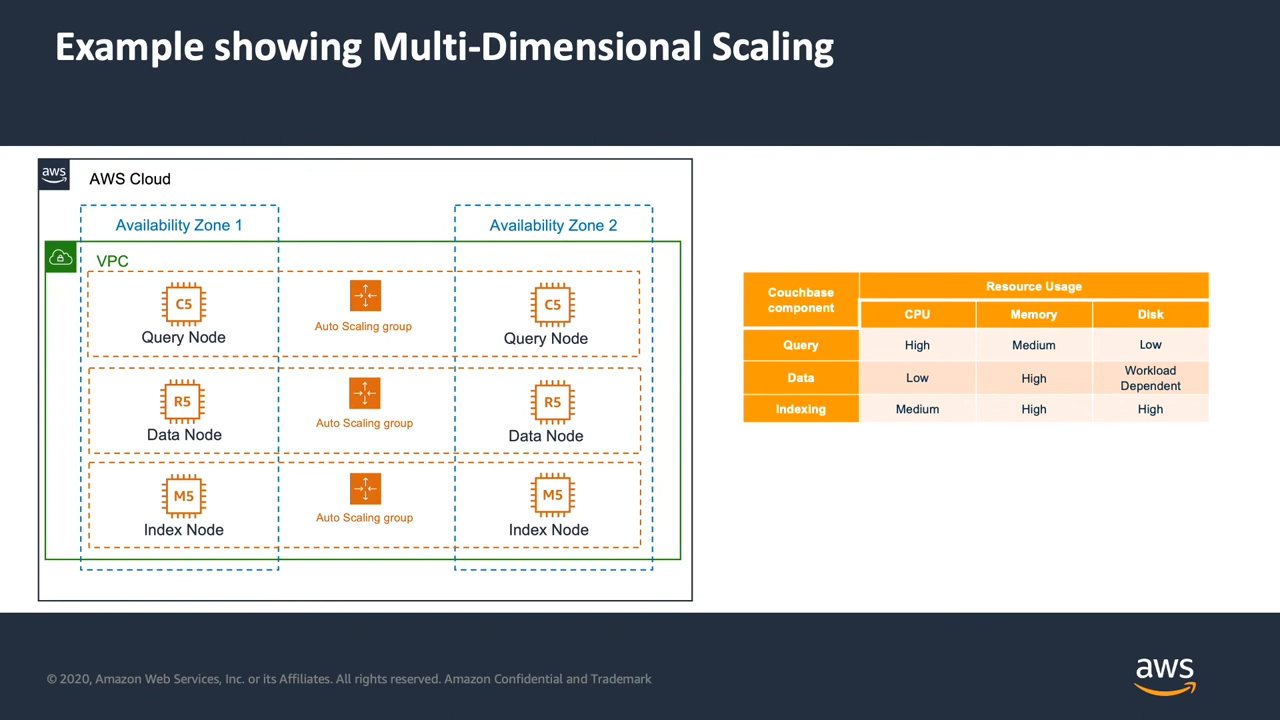 Example showing Multi-Dimensional Scaling
aws
AWS Cloud
Availability Zone 1
Availability Zone 2
VPC
C5
Query Node
Auto Scaling group
C5
Query Node
R5
Data Node
Auto Scaling group
R5
Data Node
M5
Index Node
Auto Scaling group
M5
Index Node
Couchbase
component
Resource Usage
CPU
Memory
Disk
Query
High
Medium
Low
Data
Low
High
Workload
Dependent
Indexing
Medium
High
High
© 2020, Amazon Web Services, Inc. or its Affiliates. All rights reserved. Amazon Confidential and Trademark
aws